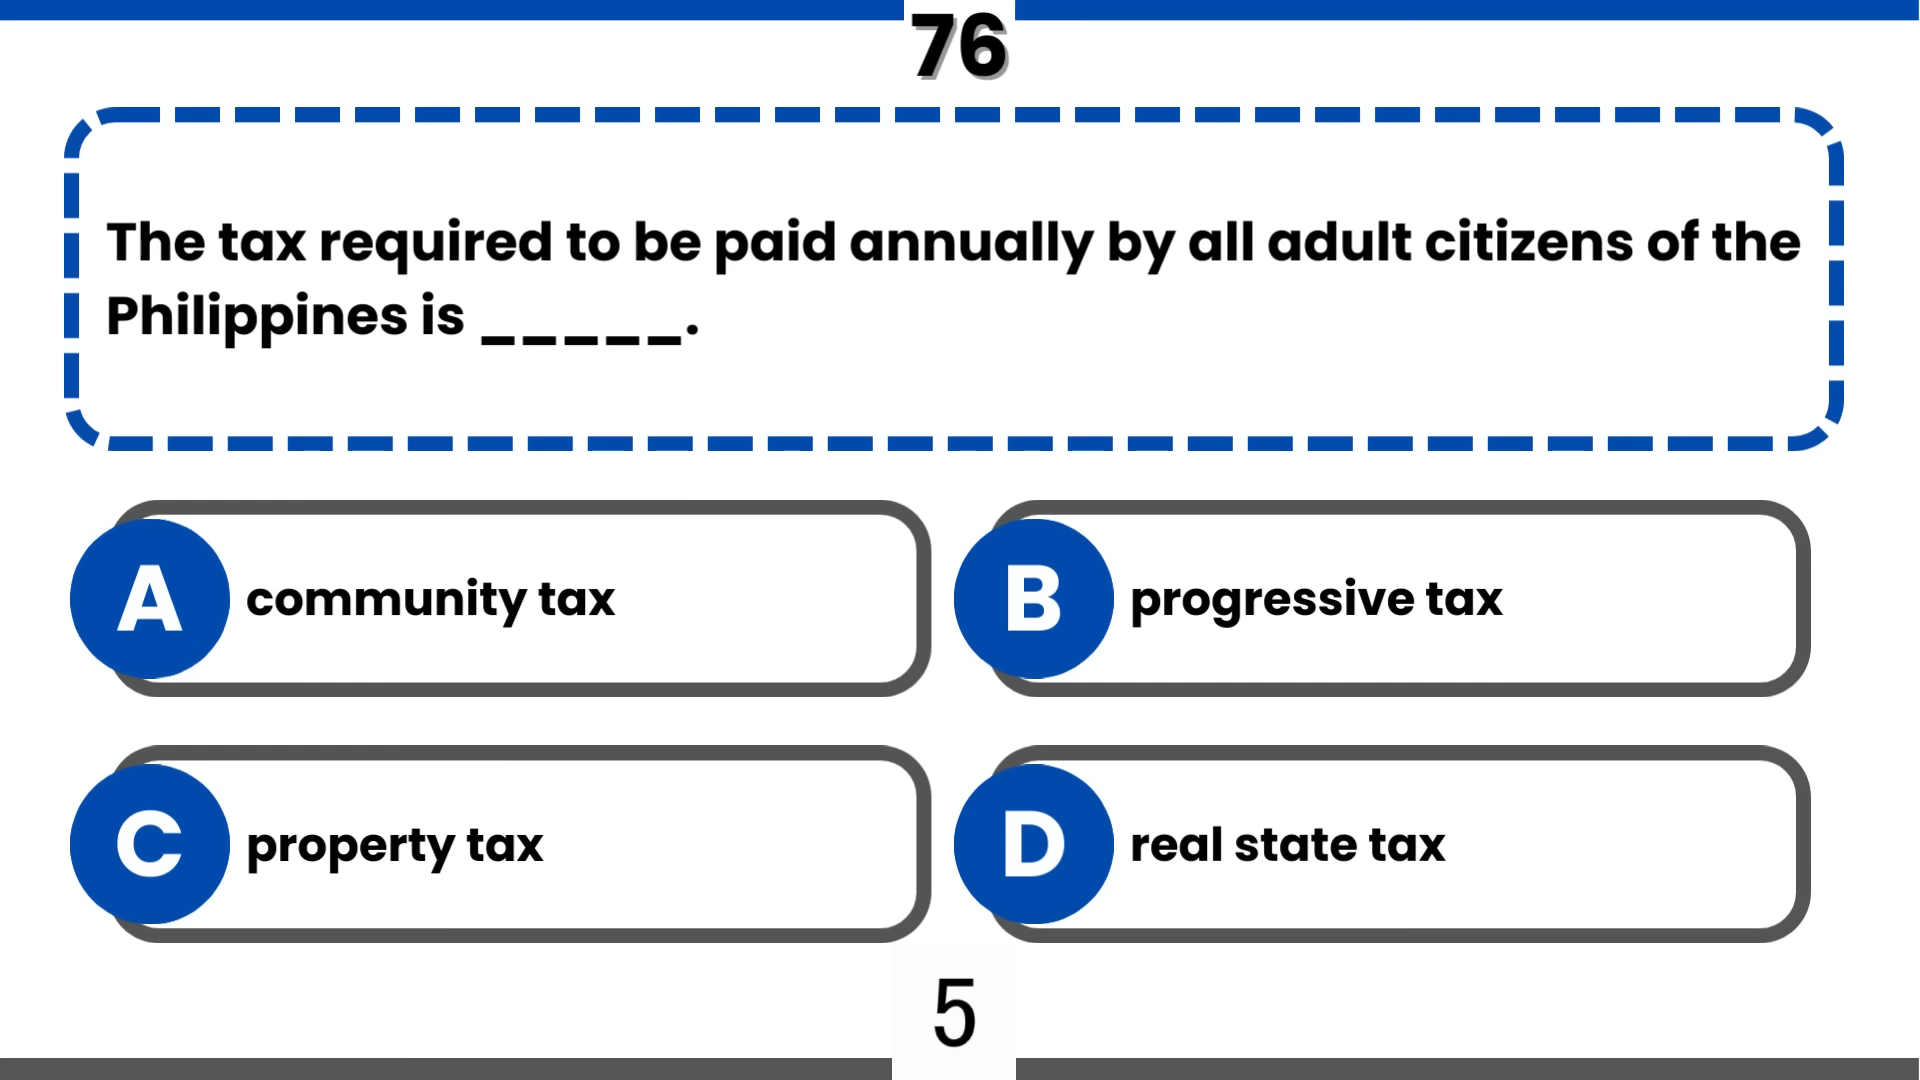 76
The tax required to be paid annually by all adult citizens of the
Philippines is _____.
A community tax
B progressive tax
C property tax
D real state tax
5